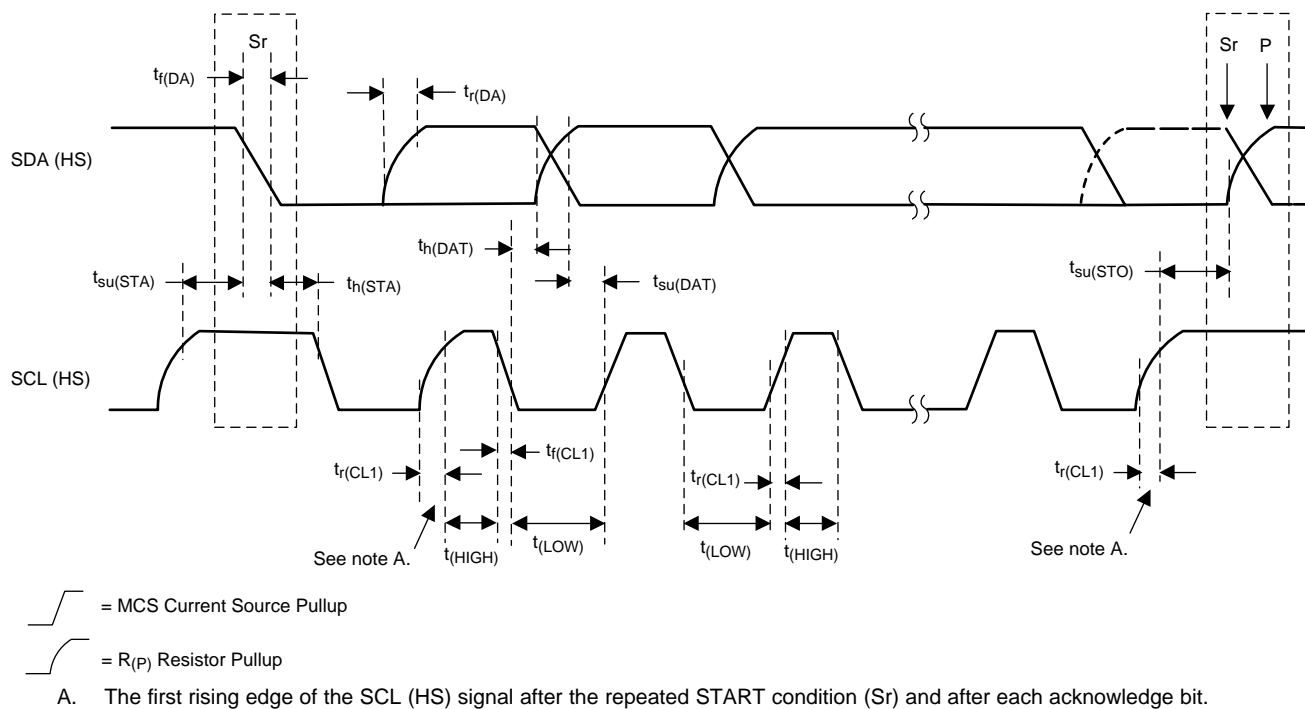 Sr
Sr P
tf(DA)
tr(DA)
SDA (HS)
th(DAT)
tsu(STA)
th(STA)
tsu(DAT)
tsu(STO)
SCL (HS)
tr(CL1)
tf(CL1)
tr(CL1)
tr(CL1)
See note A.
t(HIGH)
t(LOW)
t(LOW)
t(HIGH)
See note A.
= MCS Current Source Pullup
= R(P) Resistor Pullup
A. The first rising edge of the SCL (HS) signal after the repeated START condition (Sr) and after each acknowledge bit.